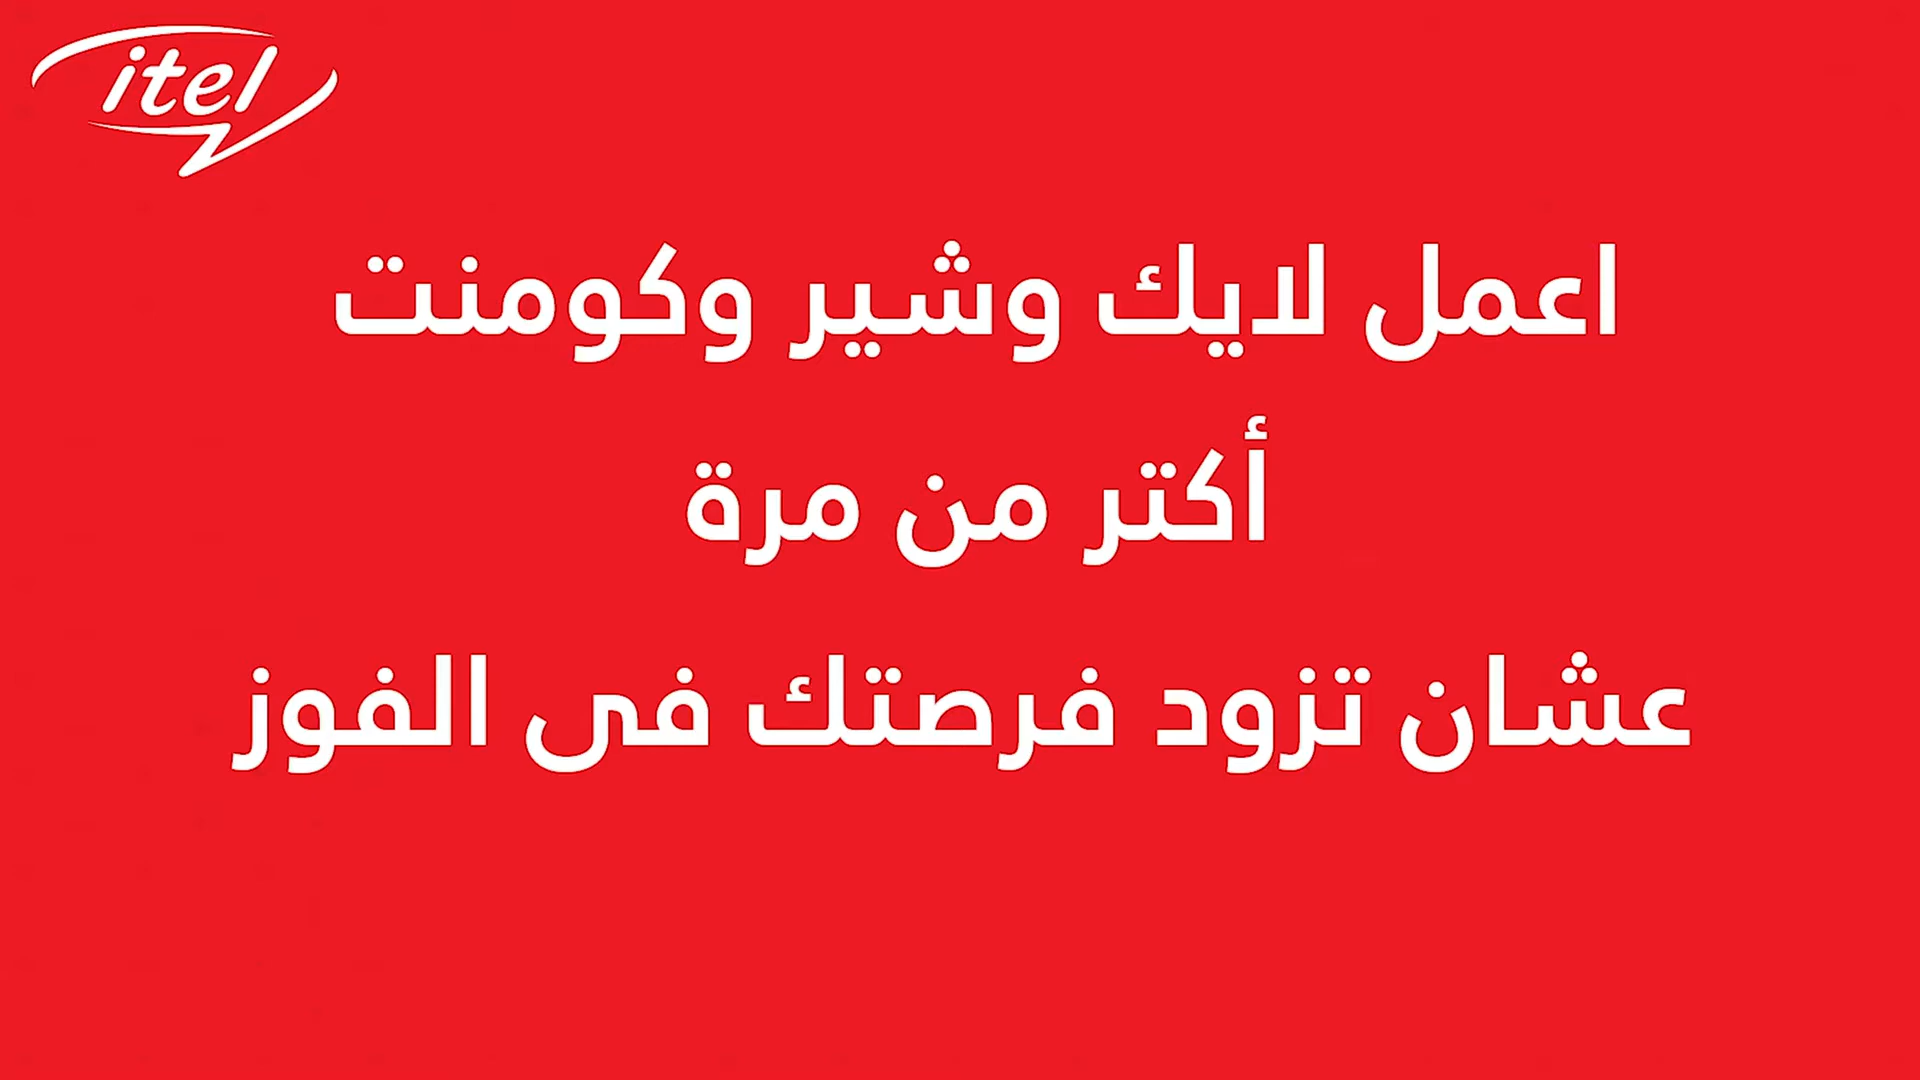 itel
اعمل لايك وشير وكومنت
أكتر من مرة
عشان تزود فرصتك فى الفوز